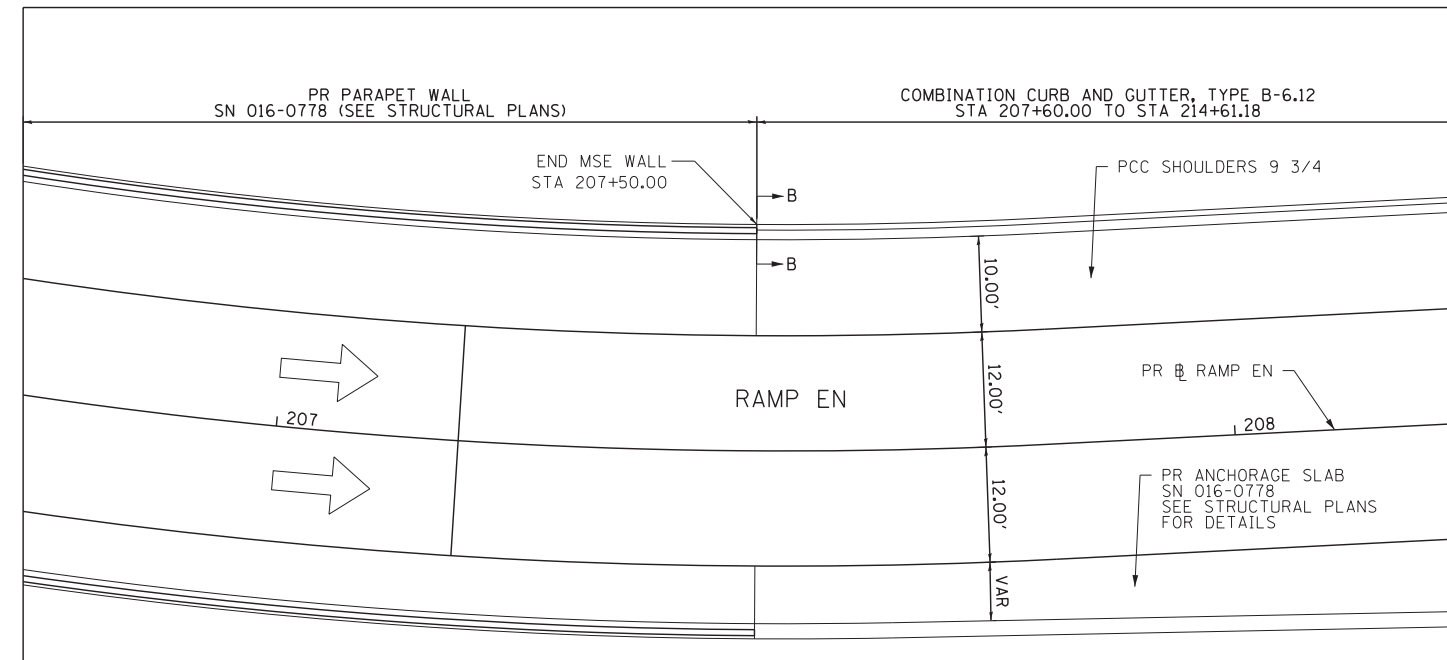 PR PARAPET WALL
SN 016-0778 (SEE STRUCTURAL PLANS)
COMBINATION CURB AND GUTTER, TYPE B-6.12
STA 207+60.00 TO STA 214+61.18
END MSE WALL
STA 207+50.00
PCC SHOULDERS 9 3/4
B
B
10.00'
12.00'
RAMP EN
PR ℄ RAMP EN
207
208
12.00'
PR ANCHORAGE SLAB
SN 016-0778
SEE STRUCTURAL PLANS
FOR DETAILS
VAR